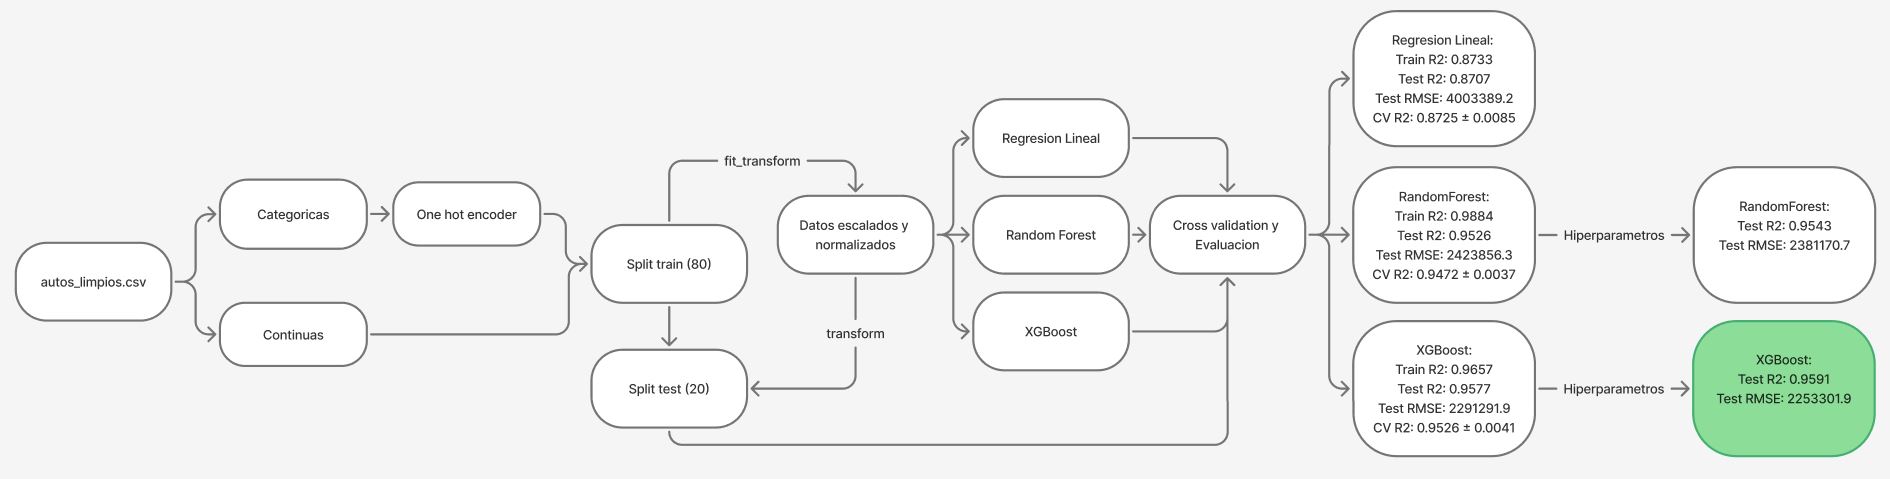 autos_limpios.csv
Categoricas
One hot encoder
Continuas
Split train (80)
Split test (20)
fit_transform
Datos escalados y
normalizados
transform
Regresion Lineal
Random Forest
XGBoost
Cross validation y
Evaluacion
Regresion Lineal:
Train R2: 0.8733
Test R2: 0.8707
Test RMSE: 4003389.2
CV R2: 0.8725 ± 0.0085
RandomForest:
Train R2: 0.9884
Test R2: 0.9526
Test RMSE: 2423856.3
CV R2: 0.9472 ± 0.0037
XGBoost:
Train R2: 0.9657
Test R2: 0.9577
Test RMSE: 2291291.9
CV R2: 0.9526 ± 0.0041
Hiperparametros
RandomForest:
Test R2: 0.9543
Test RMSE: 2381170.7
Hiperparametros
XGBoost:
Test R2: 0.9591
Test RMSE: 2253301.9